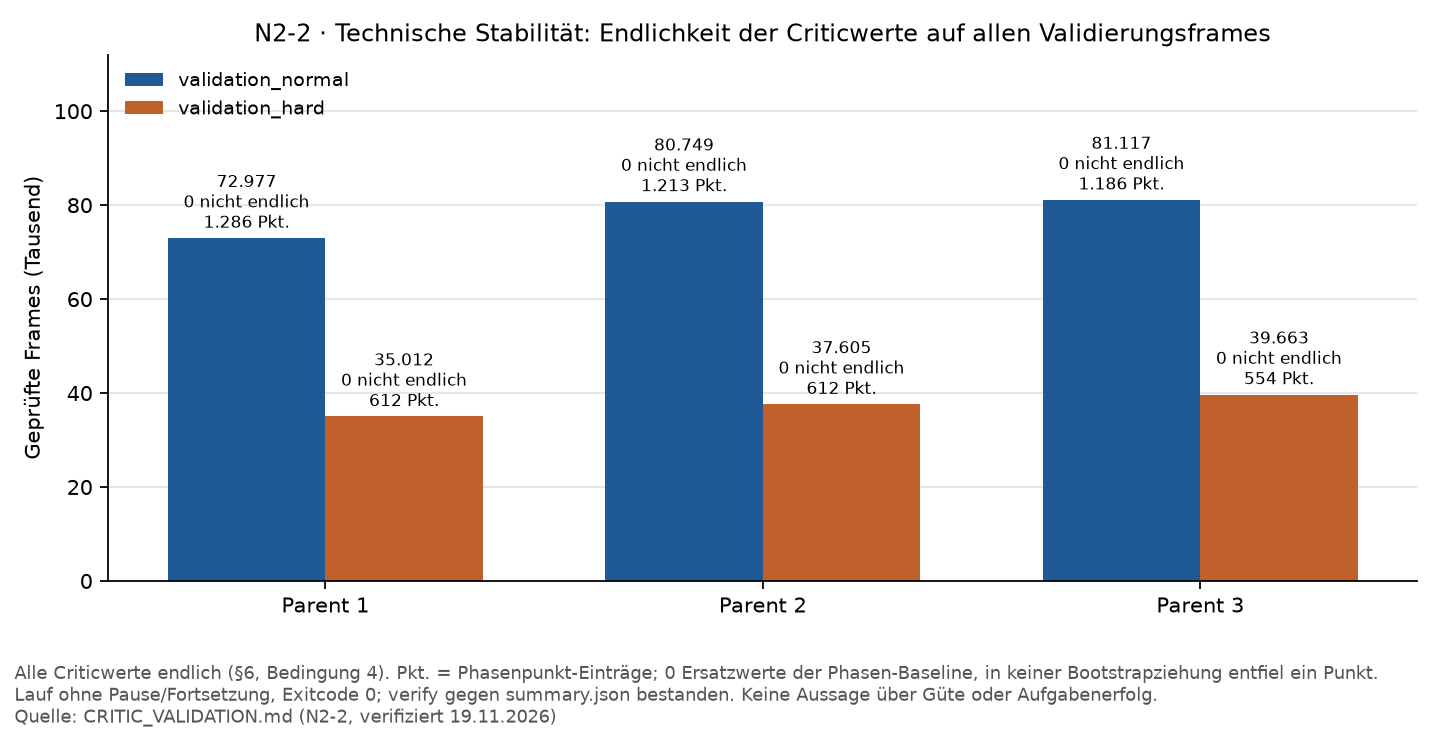 N2-2 · Technische Stabilität: Endlichkeit der Criticwerte auf allen Validierungsframes
validation_normal
validation_hard
Geprüfte Frames (Tausend)
100
80
60
40
20
0
72.977
0 nicht endlich
1.286 Pkt.
35.012
0 nicht endlich
612 Pkt.
80.749
0 nicht endlich
1.213 Pkt.
37.605
0 nicht endlich
612 Pkt.
81.117
0 nicht endlich
1.186 Pkt.
39.663
0 nicht endlich
554 Pkt.
Parent 1
Parent 2
Parent 3
Alle Criticwerte endlich (§6, Bedingung 4). Pkt. = Phasenpunkt-Einträge; 0 Ersatzwerte der Phasen-Baseline, in keiner Bootstrapziehung entfiel ein Punkt.
Lauf ohne Pause/Fortsetzung, Exitcode 0; verify gegen summary.json bestanden. Keine Aussage über Güte oder Aufgabenerfolg.
Quelle: CRITIC_VALIDATION.md (N2-2, verifiziert 19.11.2026)